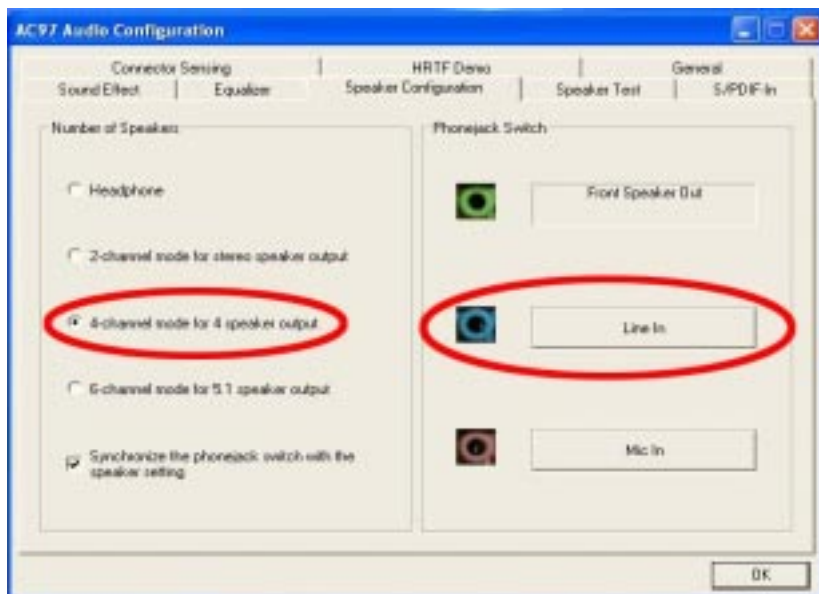 AC97 Audio Configuration
Connector Sensing
HRTF Demo
General
Sound Effect
Equalizer
Speaker Configuration
Speaker Test
S/PDIF-In
Number of Speakers
Headphone
2-channel mode for stereo speaker output
4-channel mode for 4 speaker output
6-channel mode for 5.1 speaker output
Synchronize the phonejack switch with the
speaker setting
Phonejack Switch
Front Speaker Out
Line In
Mic In
OK